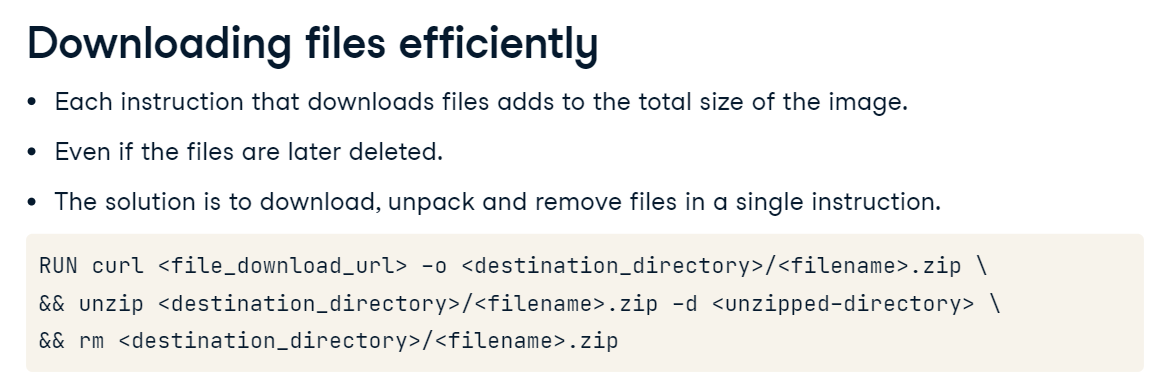 Downloading files efficiently
• Each instruction that downloads files adds to the total size of the image.
• Even if the files are later deleted.
• The solution is to download, unpack and remove files in a single instruction.
RUN curl <file_download_url> -o <destination_directory>/<filename>.zip \
&& unzip <destination_directory>/<filename>.zip -d <unzipped-directory> \
&& rm <destination_directory>/<filename>.zip